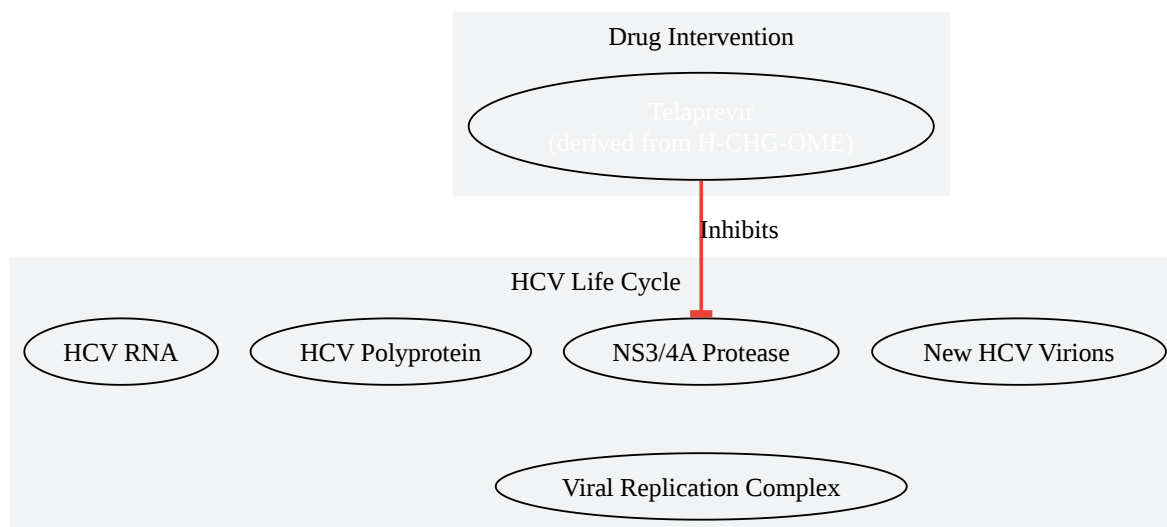 Drug Intervention
Telaprevir
(derived from H-CHG-OME)
Inhibits
HCV Life Cycle
HCV RNA
HCV Polyprotein
NS3/4A Protease
New HCV Virions
Viral Replication Complex